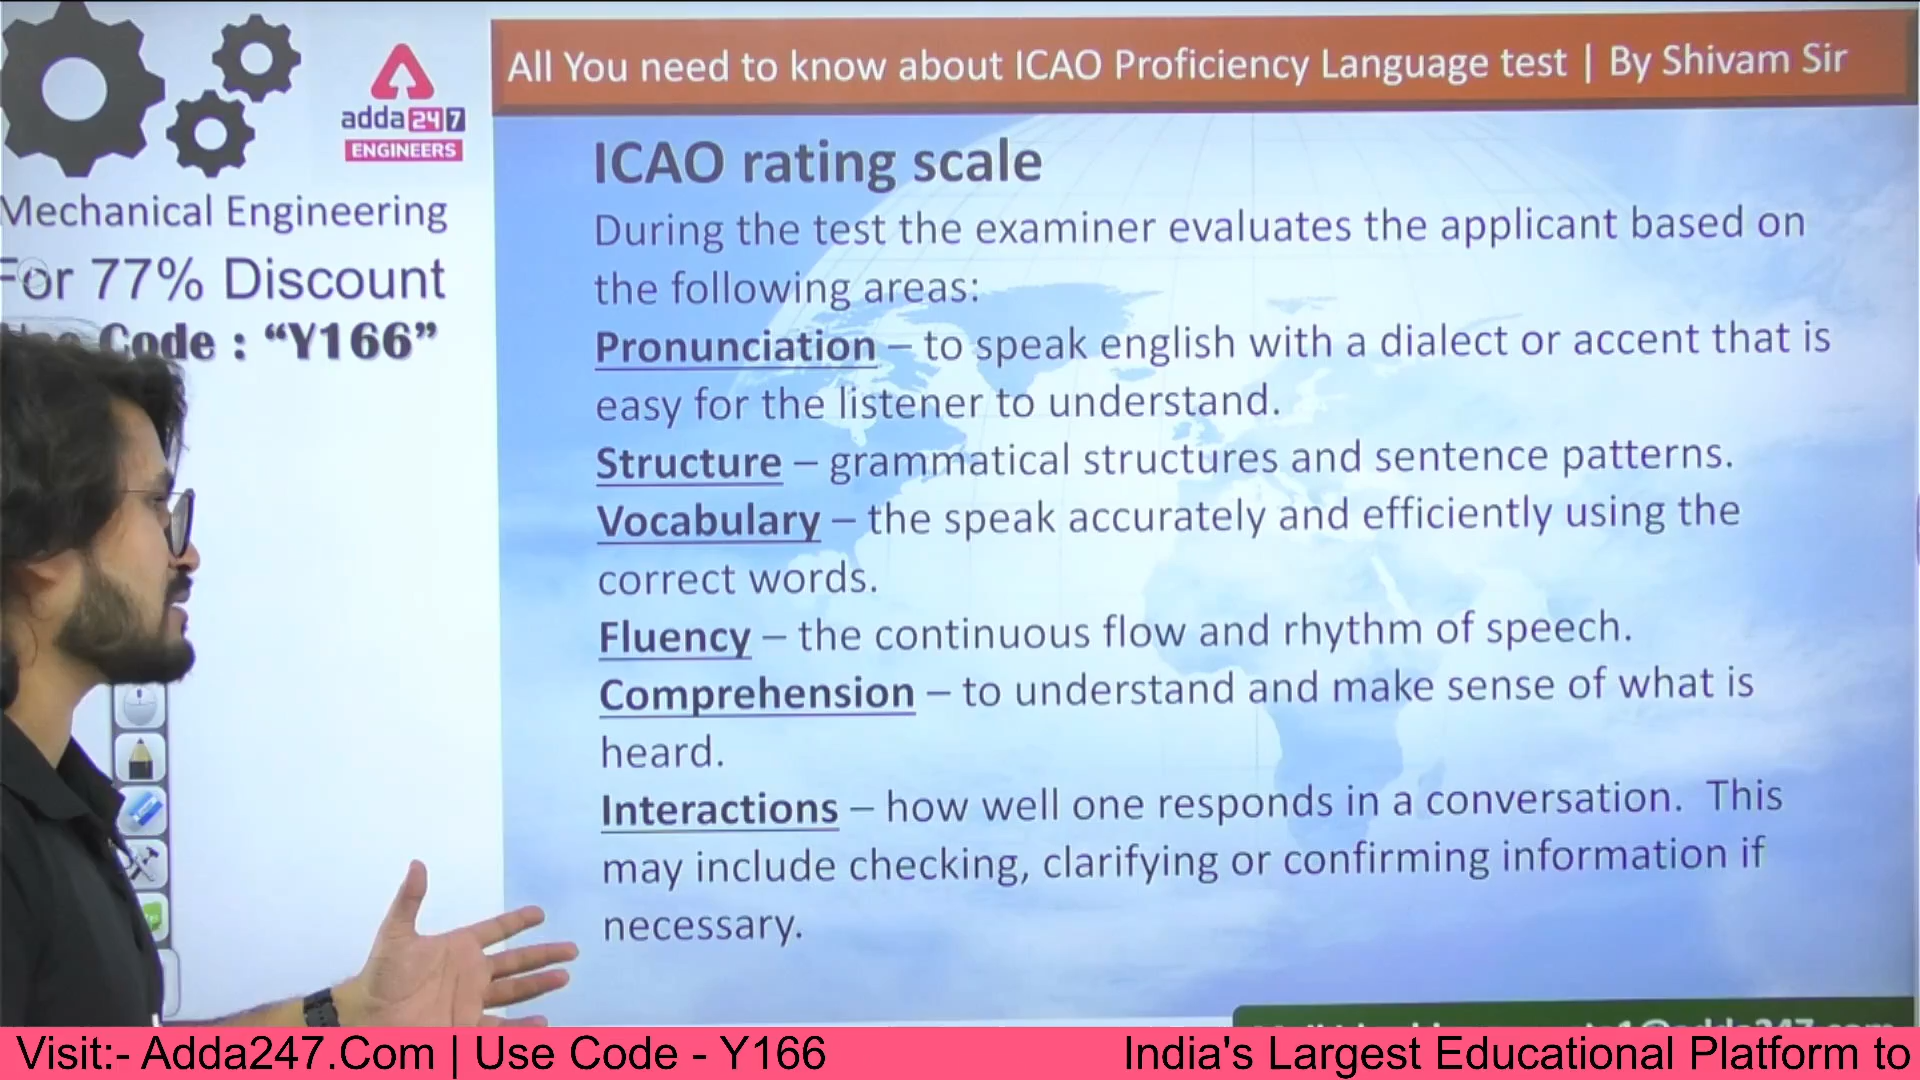 All You need to know about ICAO Proficiency Language test | By Shivam Sir
adda247
ENGINEERS
Mechanical Engineering
For 77% Discount
Code : “Y166”
ICAO rating scale
During the test the examiner evaluates the applicant based on
the following areas:
Pronunciation – to speak english with a dialect or accent that is
easy for the listener to understand.
Structure – grammatical structures and sentence patterns.
Vocabulary – the speak accurately and efficiently using the
correct words.
Fluency – the continuous flow and rhythm of speech.
Comprehension – to understand and make sense of what is
heard.
Interactions – how well one responds in a conversation. This
may include checking, clarifying or confirming information if
necessary.
Visit:- Adda247.Com | Use Code - Y166
India's Largest Educational Platform to